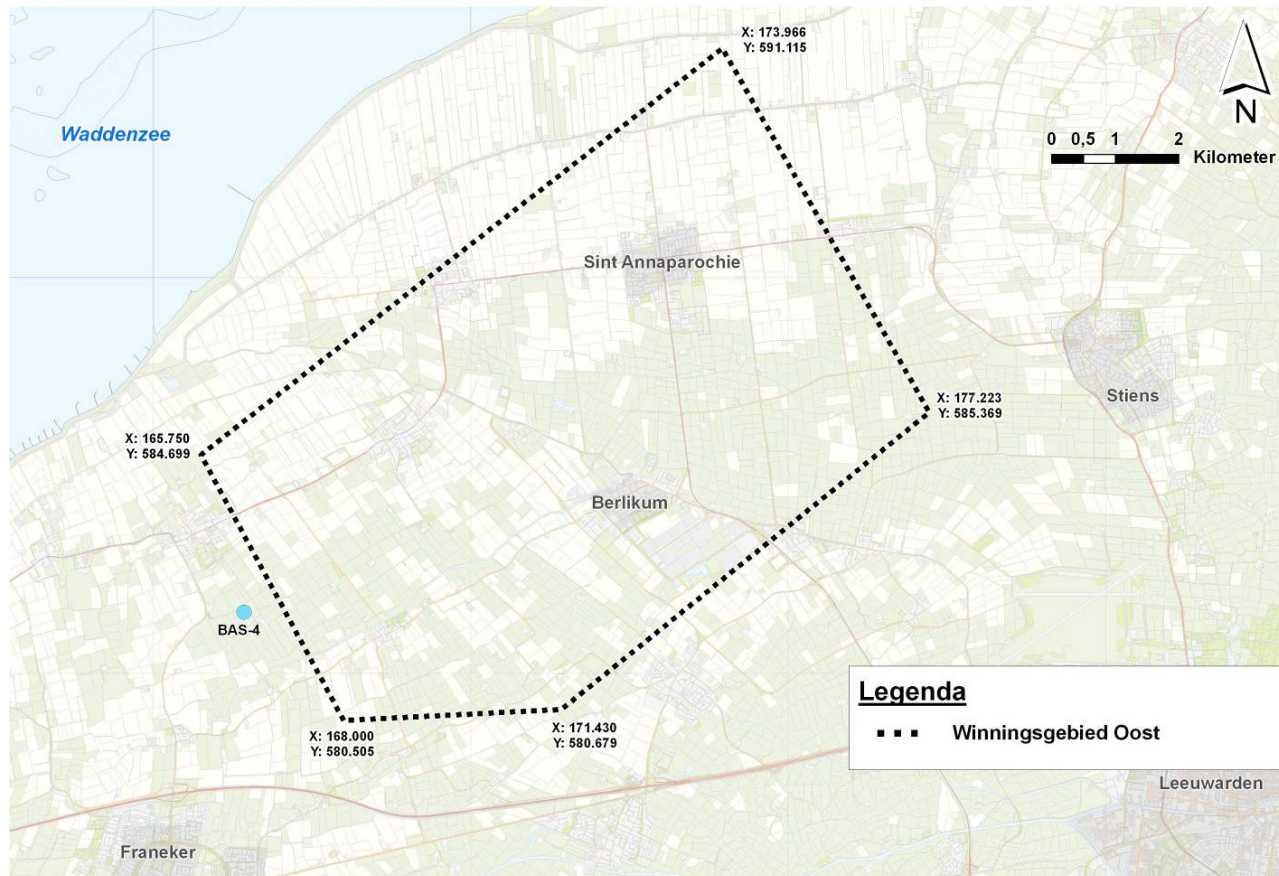 X: 173.966
Y: 591.115
N
Waddenzee
0 0,5 1 2
Kilometer
Sint Annaparochie
X: 177.223
Y: 585.369
Stiens
X: 165.750
Y: 584.699
Berlikum
BAS-4
X: 168.000
Y: 580.505
X: 171.430
Y: 580.679
Legenda
Winningsgebied Oost
Leeuwarden
Franeker